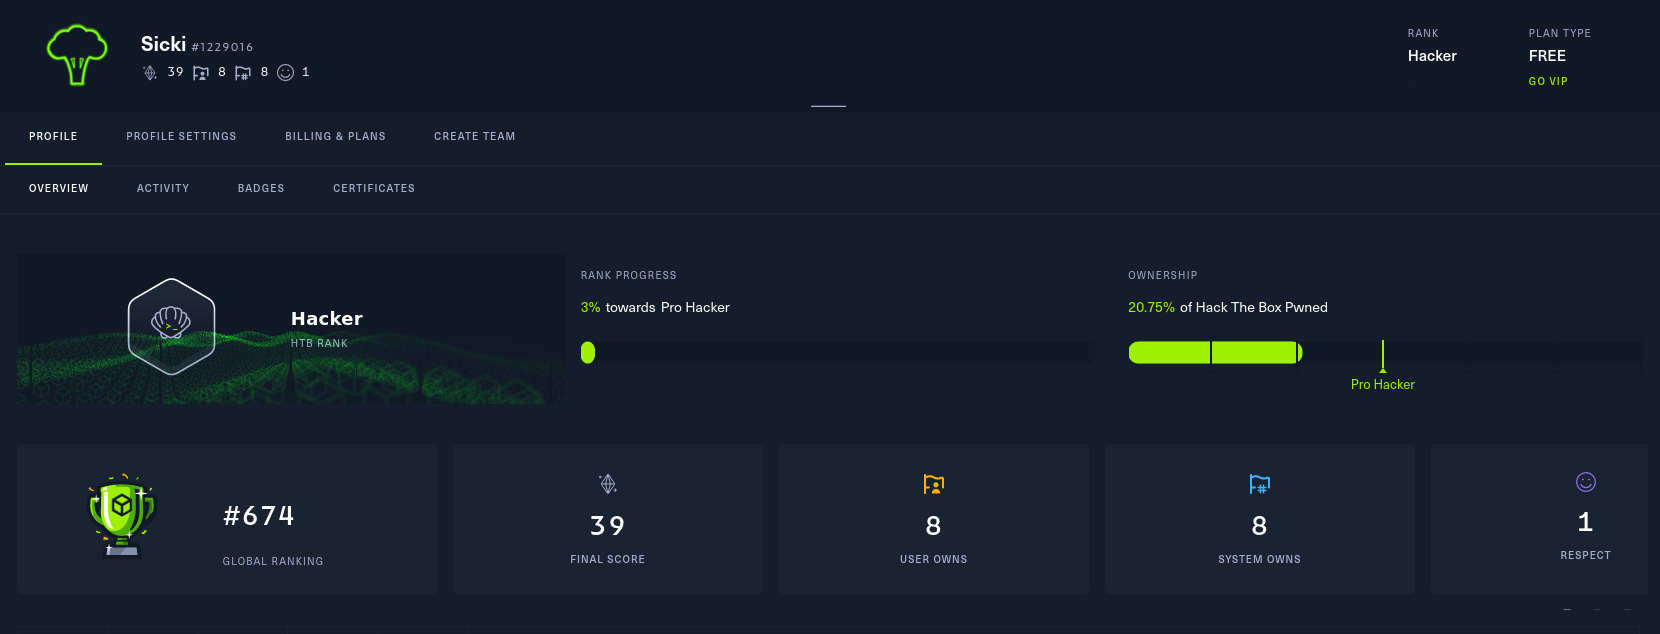 Sicki #1229016
39 8 8 1
RANK
Hacker
PLAN TYPE
FREE
GO VIP
PROFILE PROFILE SETTINGS BILLING & PLANS CREATE TEAM
OVERVIEW ACTIVITY BADGES CERTIFICATES
>_
Hacker
HTB RANK
RANK PROGRESS
3% towards Pro Hacker
OWNERSHIP
20.75% of Hack The Box Pwned
Pro Hacker
#674
GLOBAL RANKING
39
FINAL SCORE
8
USER OWNS
8
SYSTEM OWNS
1
RESPECT